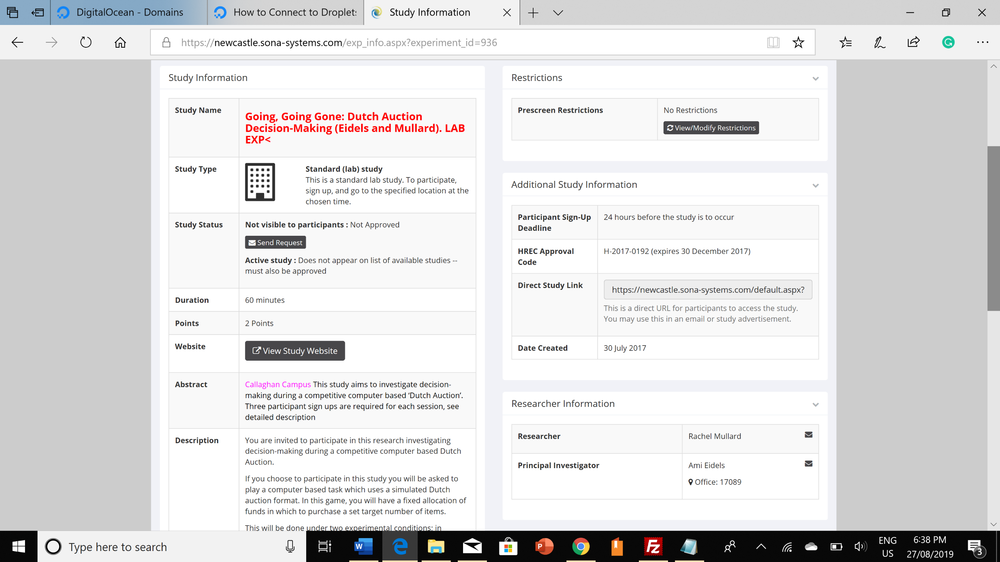 DigitalOcean - Domains
How to Connect to Droplets
Study Information
https://newcastle.sona-systems.com/exp_info.aspx?experiment_id=936
G
Study Information
Study Name
Going, Going Gone: Dutch Auction
Decision-Making (Eidels and Mullard). LAB
EXP<
Study Type
Standard (lab) study
This is a standard lab study. To participate,
sign up, and go to the specified location at the
chosen time.
Study Status
Not visible to participants : Not Approved
Send Request
Active study : Does not appear on list of available studies --
must also be approved
Duration
60 minutes
Points
2 Points
Website
View Study Website
Abstract
Callaghan Campus This study aims to investigate decision-
making during a competitive computer based ‘Dutch Auction’.
Three participant sign ups are required for each session, see
detailed description
Description
You are invited to participate in this research investigating
decision-making during a competitive computer based Dutch
Auction.
If you choose to participate in this study you will be asked to
play a computer based task which uses a simulated Dutch
auction format. In this game, you will have a fixed allocation of
funds in which to purchase a set target number of items.
This will be done under two experimental conditions; in
Restrictions
Prescreen Restrictions
No Restrictions
View/Modify Restrictions
Additional Study Information
Participant Sign-Up
Deadline
24 hours before the study is to occur
HREC Approval
Code
H-2017-0192 (expires 30 December 2017)
Direct Study Link
https://newcastle.sona-systems.com/default.aspx?
This is a direct URL for participants to access the study.
You may use this in an email or study advertisement.
Date Created
30 July 2017
Researcher Information
Researcher
Rachel Mullard
Principal Investigator
Ami Eidels
Office: 17089
Type here to search
W
P
Fz
ENG
US
6:38 PM
27/08/2019
3